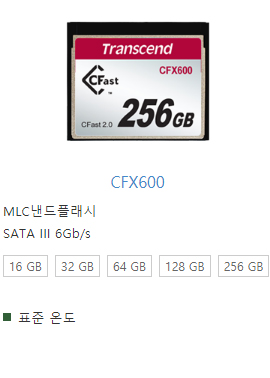 Transcend
CFX600
CFast
CFast 2.0
256GB
CFX600
MLC낸드플래시
SATA III 6Gb/s
16 GB 32 GB 64 GB 128 GB 256 GB
표준 온도